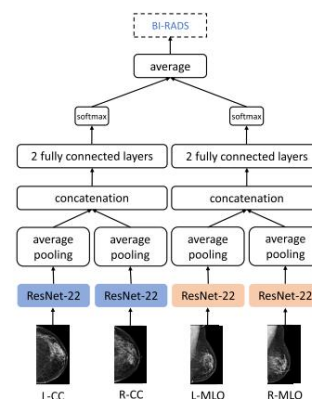 BI-RADS
average
softmax softmax
2 fully connected layers 2 fully connected layers
concatenation concatenation
average average average average
pooling pooling pooling pooling
ResNet-22 ResNet-22 ResNet-22 ResNet-22
L-CC R-CC L-MLO R-MLO